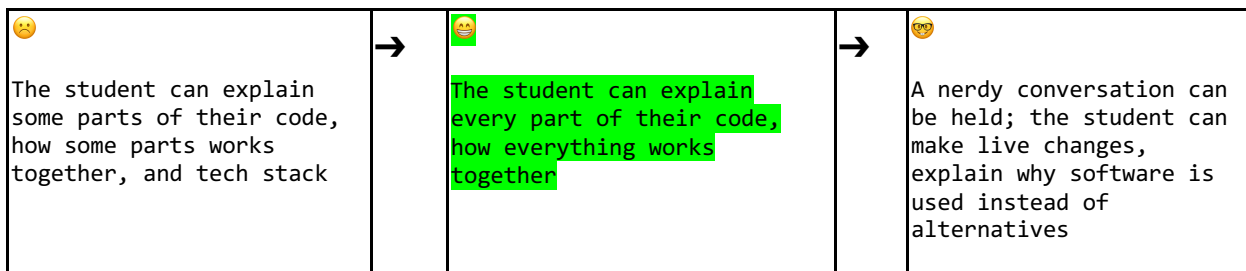 ☹️
➔
😁
➔
🤓
The student can explain
some parts of their code,
how some parts works
together, and tech stack
The student can explain
every part of their code,
how everything works
together
A nerdy conversation can
be held; the student can
make live changes,
explain why software is
used instead of
alternatives